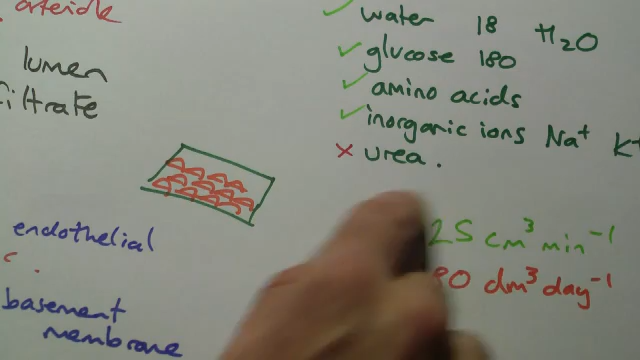 arteriole
lumen
filtrate
endothelial
c.
basement
membrane
✓ water 18 H₂O
✓ glucose 180
✓ amino acids
✓ inorganic ions Na⁺ K⁺
× urea.
25 cm³ min⁻¹
80 dm³ day⁻¹